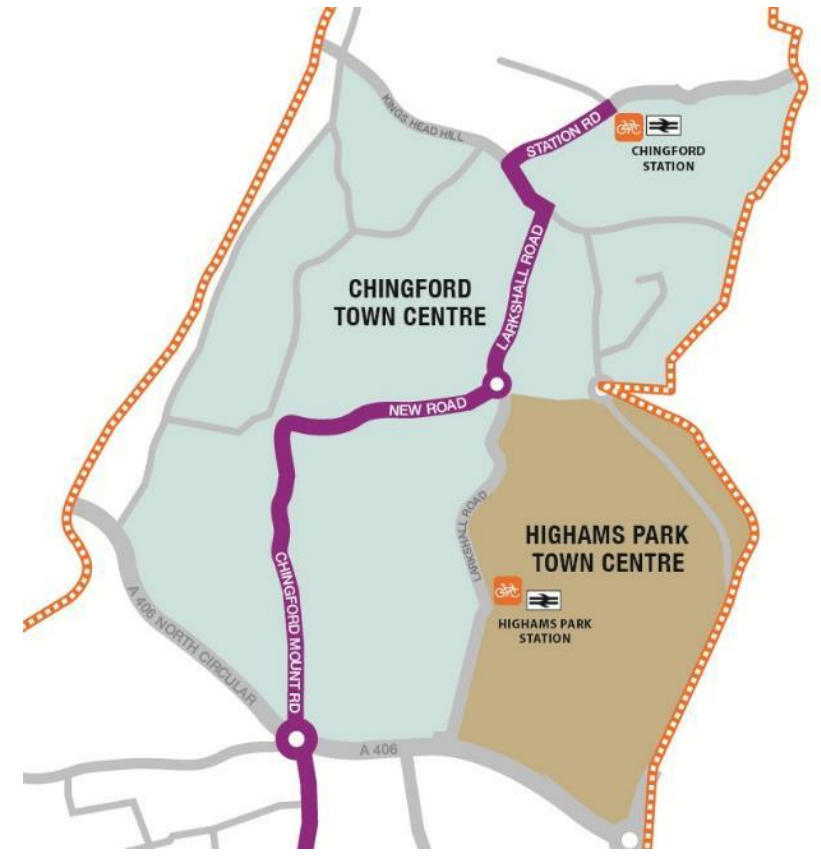 KINGS HEAD HILL
STATION RD
CHINGFORD
STATION
LARKSHALL ROAD
CHINGFORD
TOWN CENTRE
NEW ROAD
LARKSHALL ROAD
HIGHAMS PARK
TOWN CENTRE
HIGHAMS PARK
STATION
CHINGFORD MOUNT RD
A 406 NORTH CIRCULAR
A 406